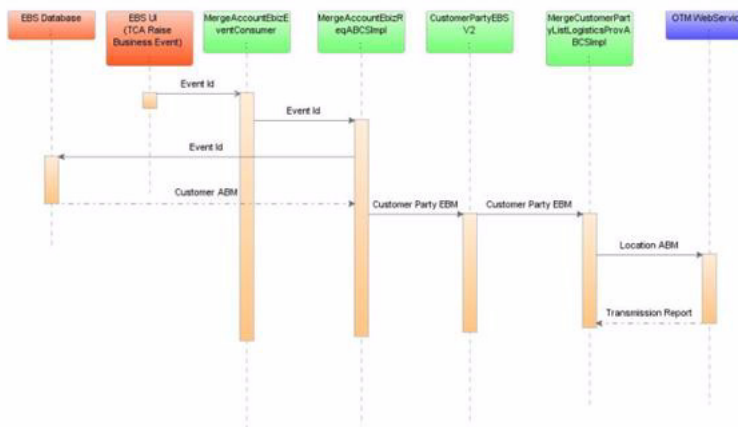 EBS Database
EBS UI
(TCA Raise
Business Event)
MergeAccountEbizE
ventConsumer
MergeAccountEbizR
eqABCSImpl
CustomerPartyEBS
V2
MergeCustomerPart
yListLogisticsProvA
BCSImpl
OTM WebServic
Event Id
Event Id
Event Id
Customer ABM
Customer Party EBM
Customer Party EBM
Location ABM
Transmission Report